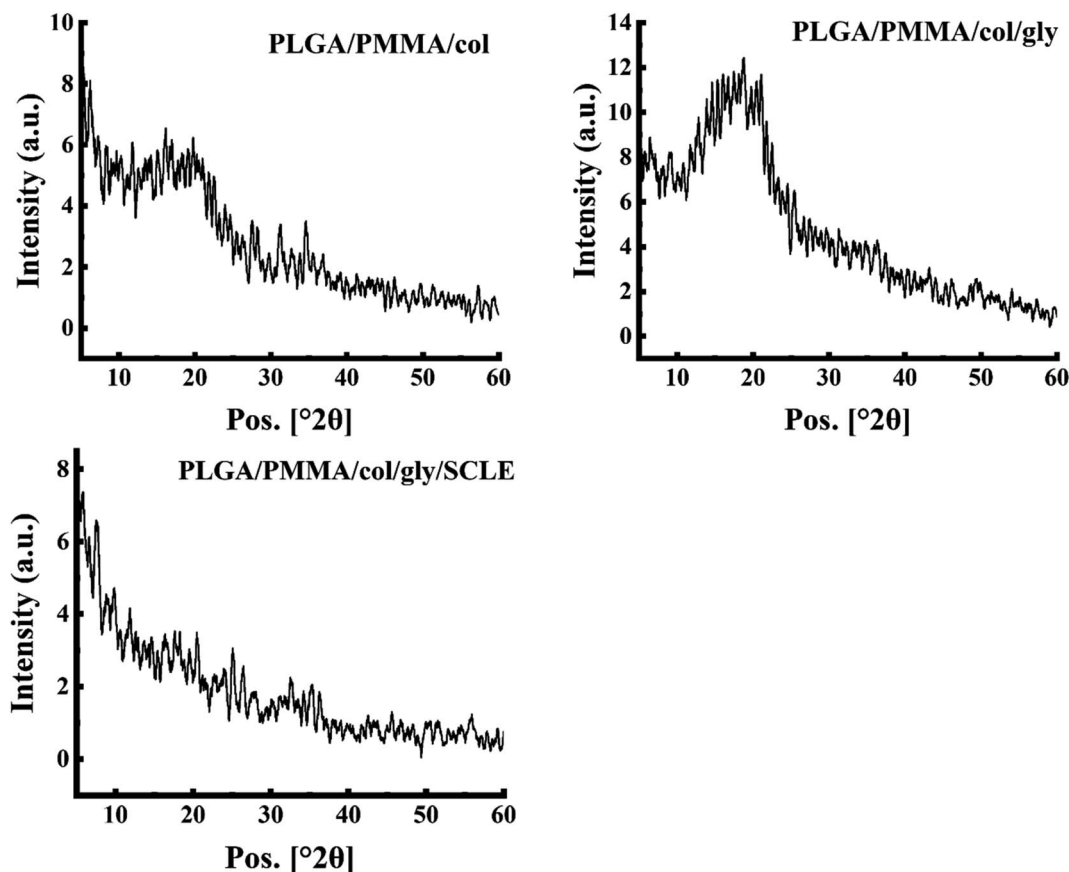 PLGA/PMMA/col
Intensity (a.u.)
10
8
6
4
2
0
10 20 30 40 50 60
Pos. [°2θ]
PLGA/PMMA/col/gly
Intensity (a.u.)
14
12
10
8
6
4
2
0
10 20 30 40 50 60
Pos. [°2θ]
PLGA/PMMA/col/gly/SCLE
Intensity (a.u.)
8
6
4
2
0
10 20 30 40 50 60
Pos. [°2θ]